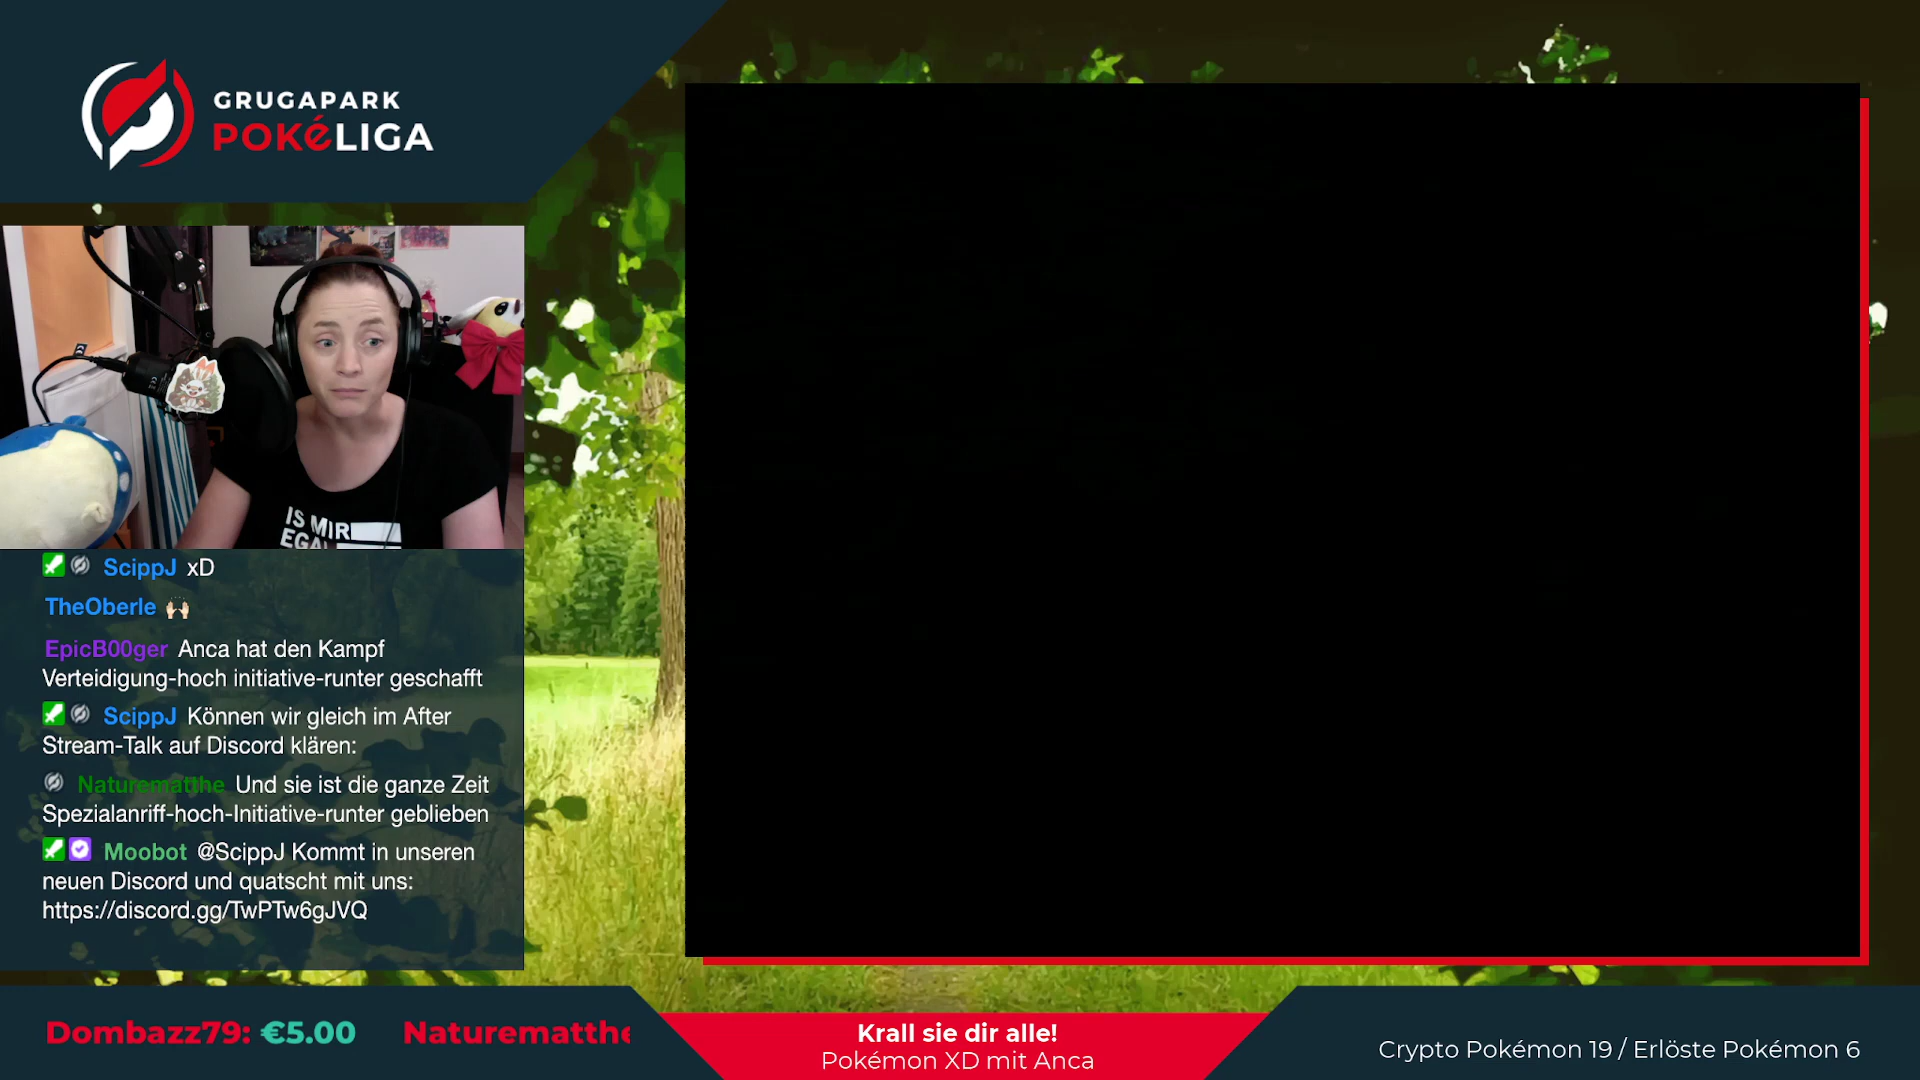 GRUGAPARK
POKéLIGA
IS MIR
ScippJ xD
TheOberle 🙌🏻
EpicB00ger Anca hat den Kampf
Verteidigung-hoch initiative-runter geschafft
ScippJ Können wir gleich im After
Stream-Talk auf Discord klären:
Naturematthe Und sie ist die ganze Zeit
Spezialanriff-hoch-Initiative-runter geblieben
Moobot @ScippJ Kommt in unseren
neuen Discord und quatscht mit uns:
https://discord.gg/TwPTw6gJVQ
Dombazz79: €5.00 Naturematthe
Krall sie dir alle!
Pokémon XD mit Anca
Crypto Pokémon 19 / Erlöste Pokémon 6